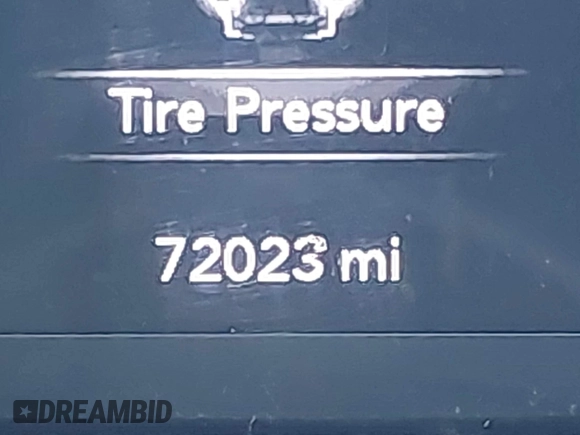 Tire Pressure
72023 mi
DREAMBID